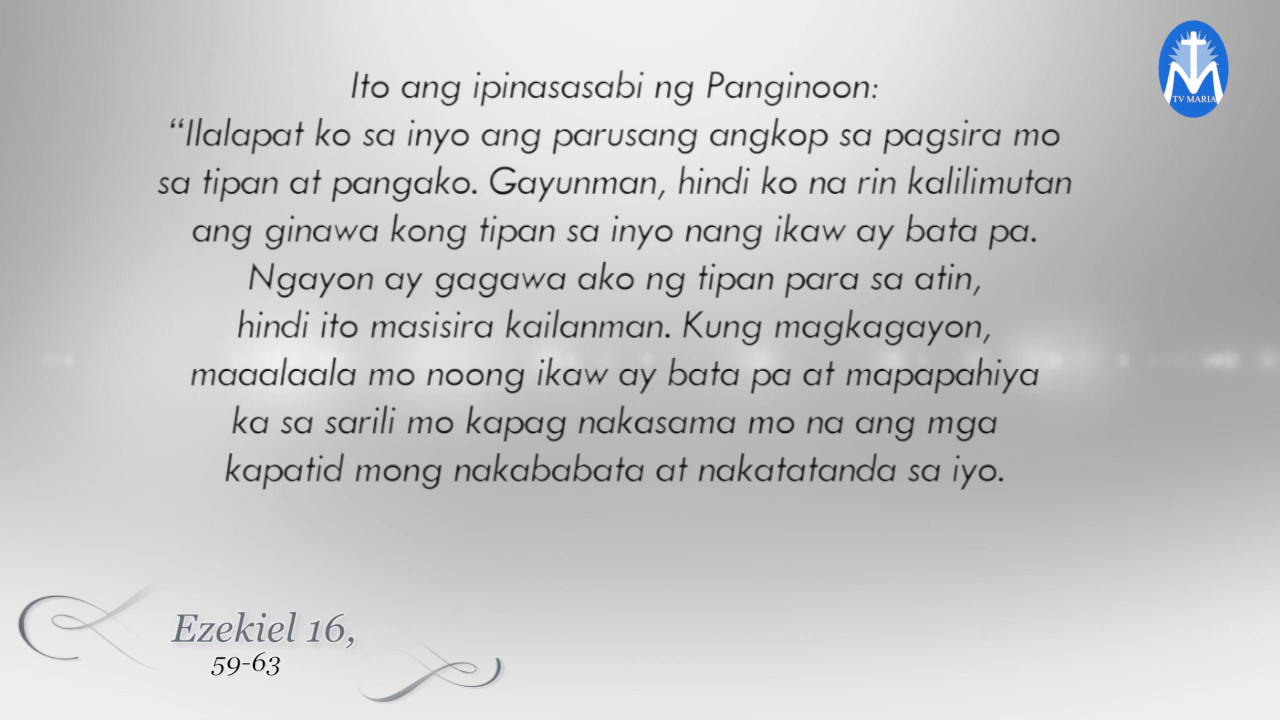 TV MARIA
Ito ang ipinasasabi ng Panginoon:
“Ilalapat ko sa inyo ang parusang angkop sa pagsira mo
sa tipan at pangako. Gayunman, hindi ko na rin kalilimutan
ang ginawa kong tipan sa inyo nang ikaw ay bata pa.
Ngayon ay gagawa ako ng tipan para sa atin,
hindi ito masisira kailanman. Kung magkagayon,
maaalaala mo noong ikaw ay bata pa at mapapahiya
ka sa sarili mo kapag nakasama mo na ang mga
kapatid mong nakababata at nakatatanda sa iyo.
Ezekiel 16,
59-63